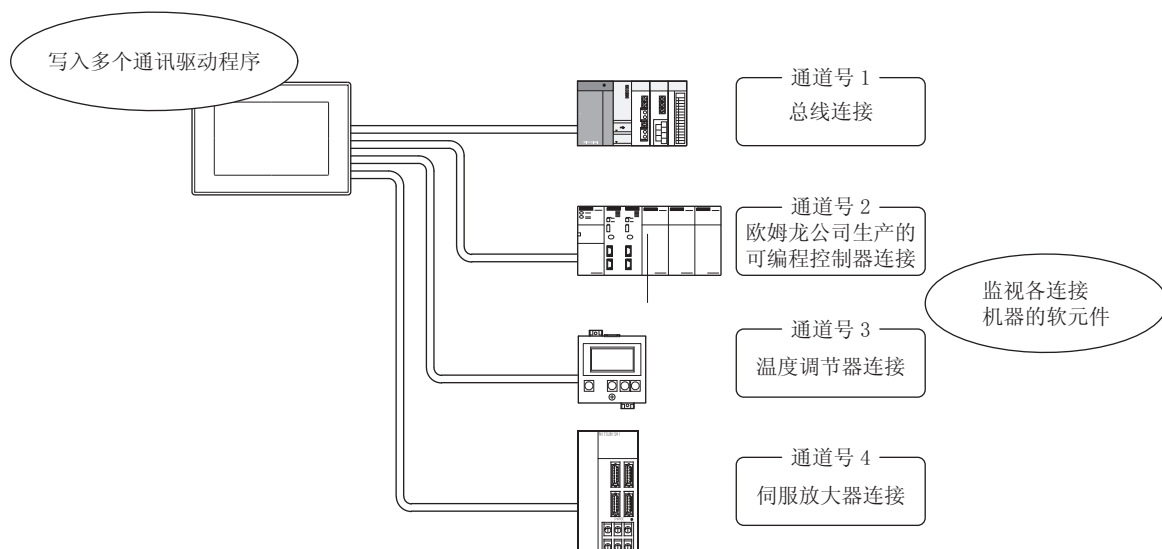 写入多个通讯驱动程序
通道号 1
总线连接
通道号 2
欧姆龙公司生产的
可编程控制器连接
监视各连接
机器的软元件
通道号 3
温度调节器连接
通道号 4
伺服放大器连接